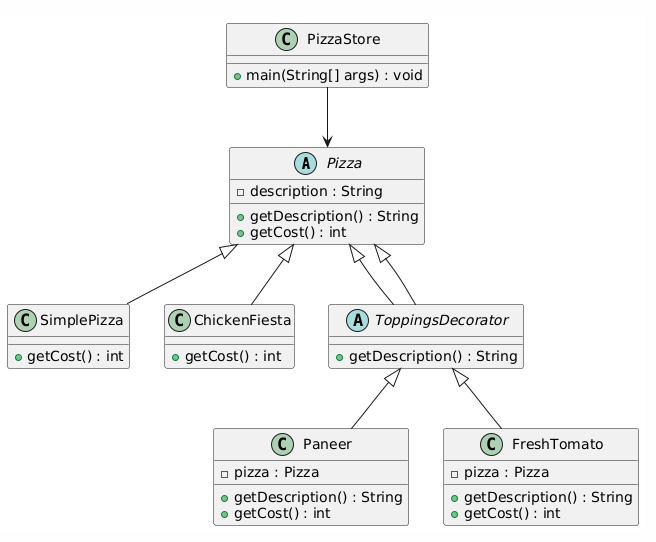 C PizzaStore
main(String[] args) : void
A Pizza
description : String
getDescription() : String
getCost() : int
C SimplePizza
getCost() : int
C ChickenFiesta
getCost() : int
A ToppingsDecorator
getDescription() : String
C Paneer
pizza : Pizza
getDescription() : String
getCost() : int
C FreshTomato
pizza : Pizza
getDescription() : String
getCost() : int